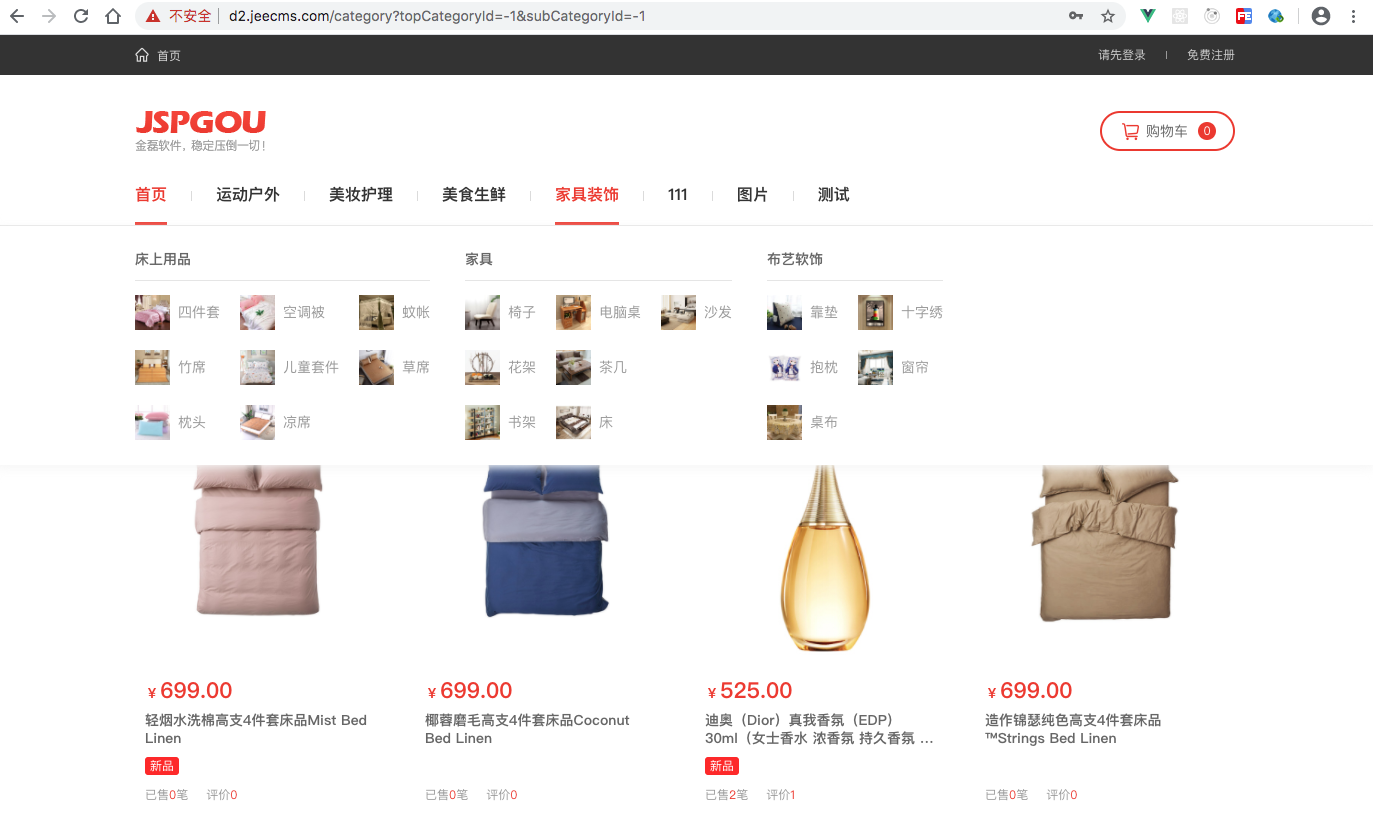 不安全 d2.jeecms.com/category?topCategoryId=-1&subCategoryId=-1
首页 请先登录 免费注册
JSPGOU
金磊软件，稳定压倒一切！
购物车 0
首页 运动户外 美妆护理 美食生鲜 家具装饰 111 图片 测试
床上用品 家具 布艺软饰
四件套 空调被 蚊帐 椅子 电脑桌 沙发 靠垫 十字绣
竹席 儿童套件 草席 花架 茶几 抱枕 窗帘
枕头 凉席 书架 床 桌布
￥699.00 ￥699.00 ￥525.00 ￥699.00
轻烟水洗棉高支4件套床品Mist Bed
Linen
椰蓉磨毛高支4件套床品Coconut
Bed Linen
迪奥（Dior）真我香氛（EDP）
30ml（女士香水 浓香氛 持久香氛 …
造作锦瑟纯色高支4件套床品
™Strings Bed Linen
新品 新品
已售0笔 评价0 已售0笔 评价0 已售2笔 评价1 已售0笔 评价0